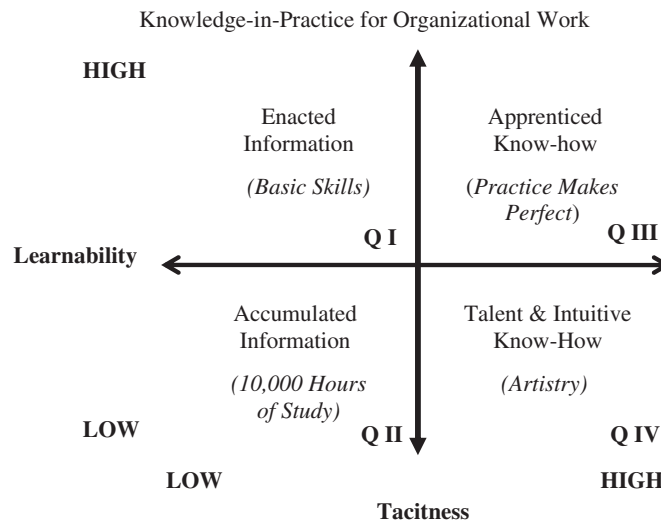 Knowledge-in-Practice for Organizational Work
HIGH
Enacted
Information
(Basic Skills)
Q I
Apprenticed
Know-how
(Practice Makes
Perfect)
Q III
Learnability
Accumulated
Information
(10,000 Hours
of Study)
Q II
Talent & Intuitive
Know-How
(Artistry)
Q IV
LOW
LOW
HIGH
Tacitness